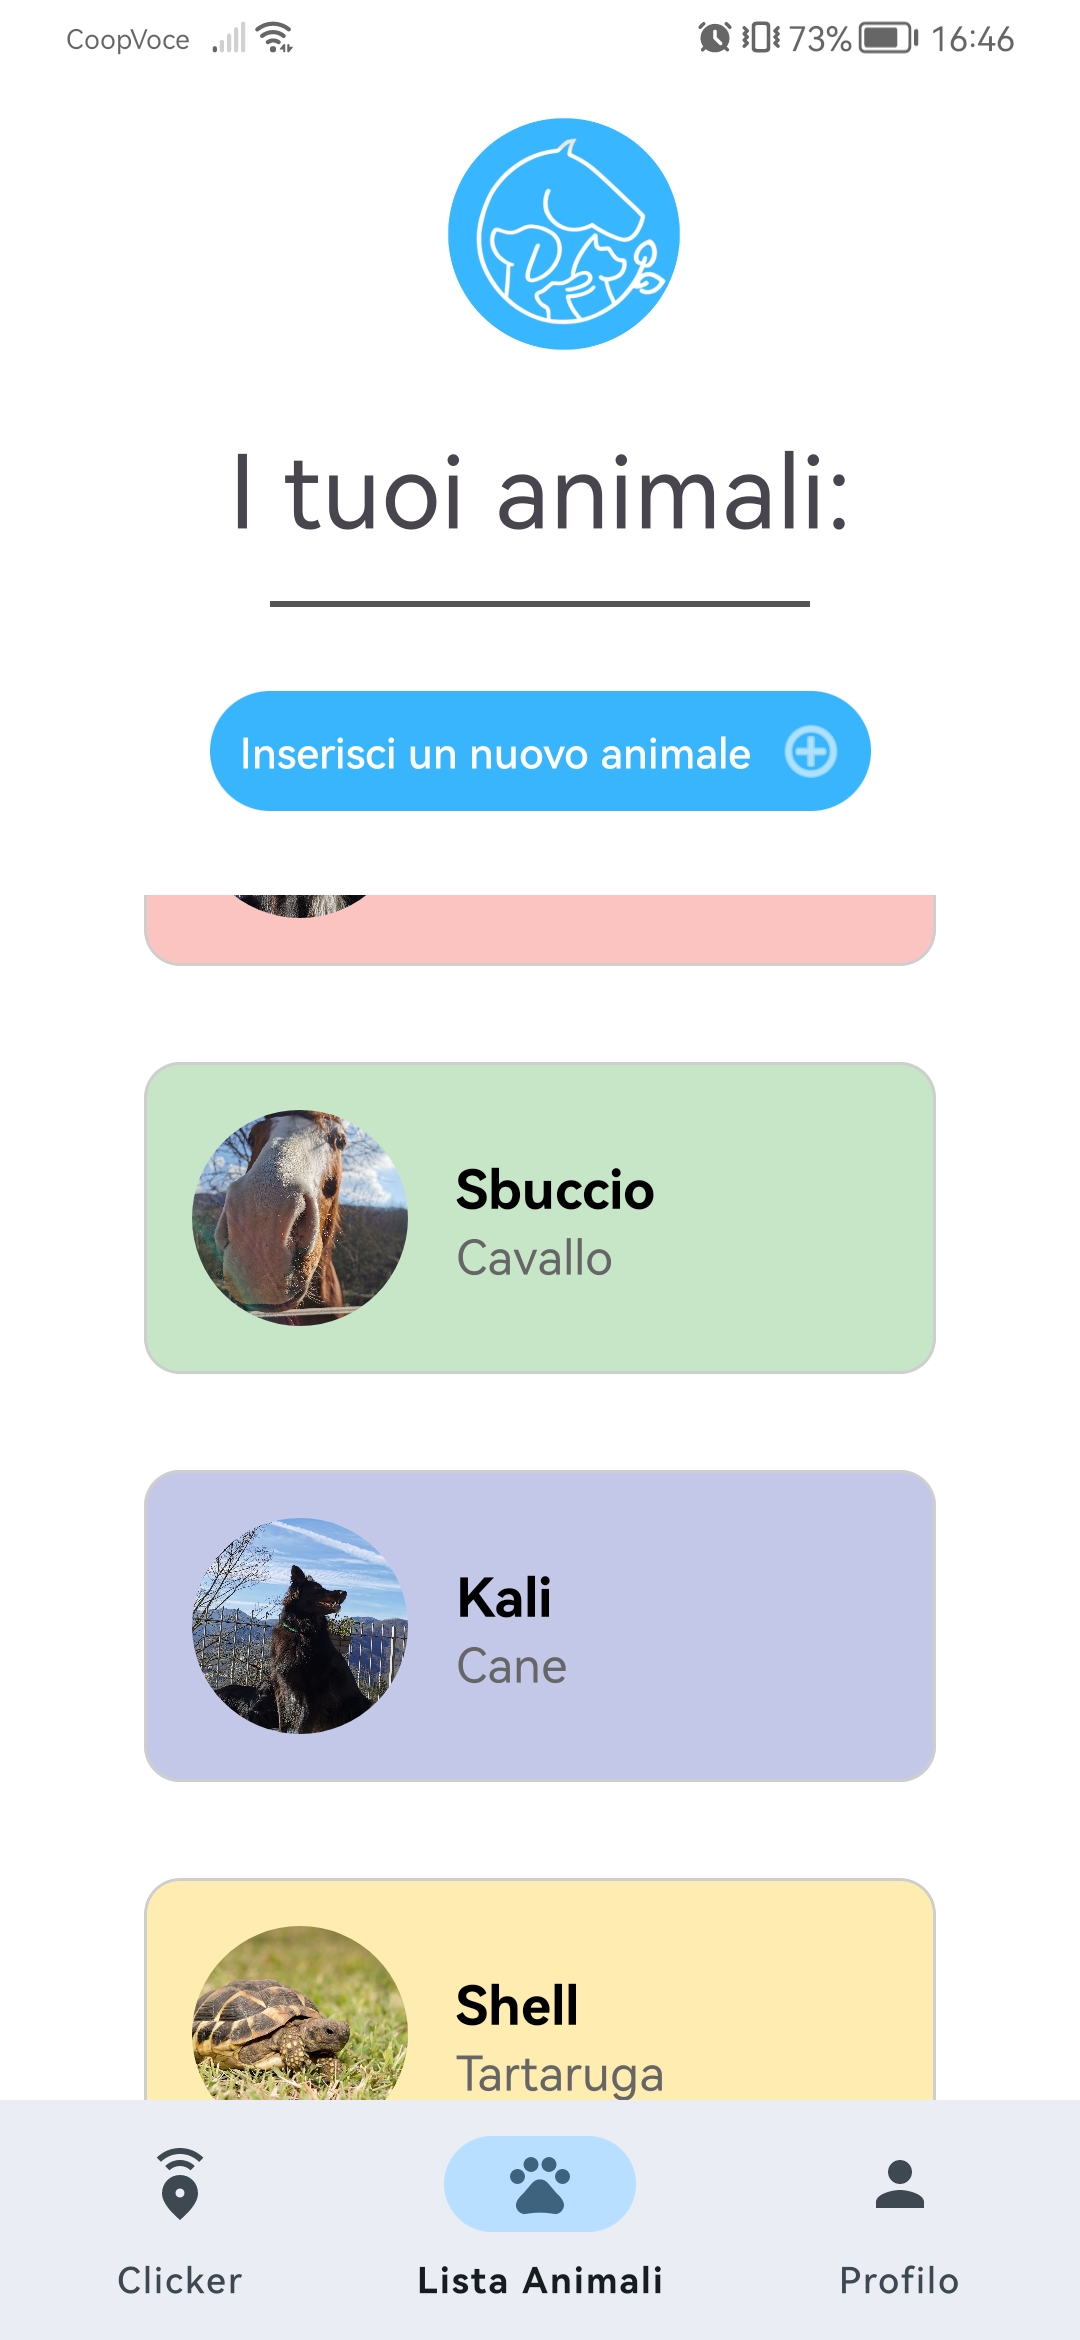 CoopVoce 73% 16:46
I tuoi animali:
Inserisci un nuovo animale
Sbuccio
Cavallo
Kali
Cane
Shell
Tartaruga
Clicker Lista Animali Profilo